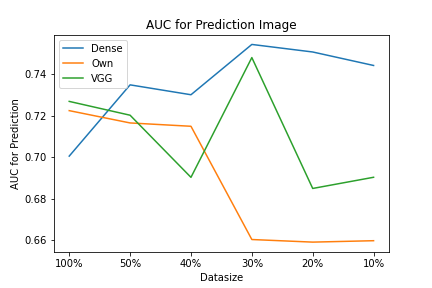 AUC for Prediction Image
Dense
Own
VGG
AUC for Prediction
0.74
0.72
0.70
0.68
0.66
100%
50%
40%
30%
20%
10%
Datasize